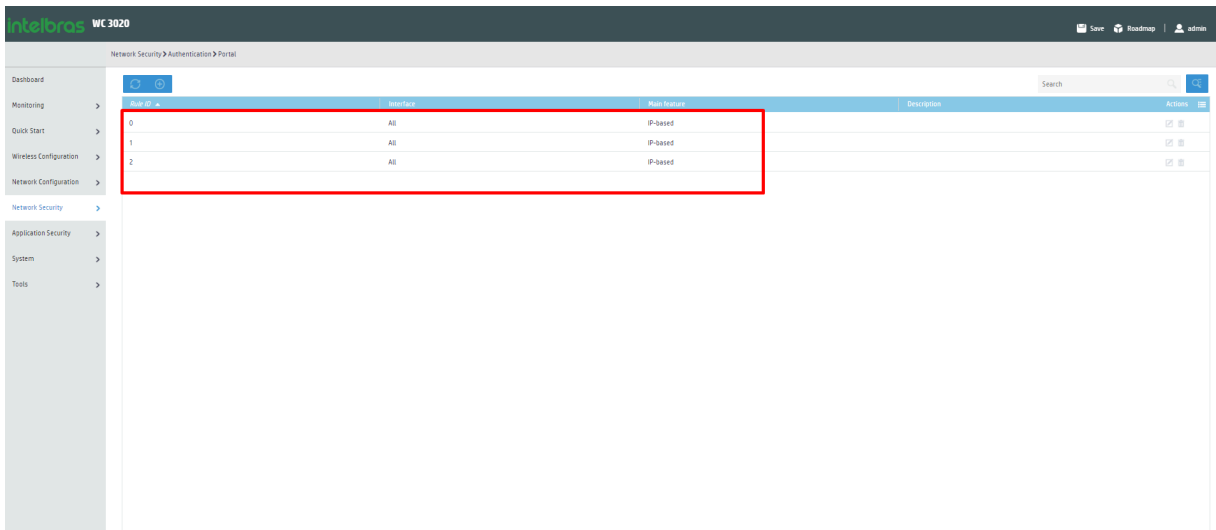 intelbras WC 3020
Save Roadmap | admin
Network Security > Authentication > Portal
Dashboard
Monitoring >
Quick Start >
Wireless Configuration >
Network Configuration >
Network Security >
Application Security >
System >
Tools >
Search
Rule ID Interface Main feature Description Actions
0 All IP-based
1 All IP-based
2 All IP-based